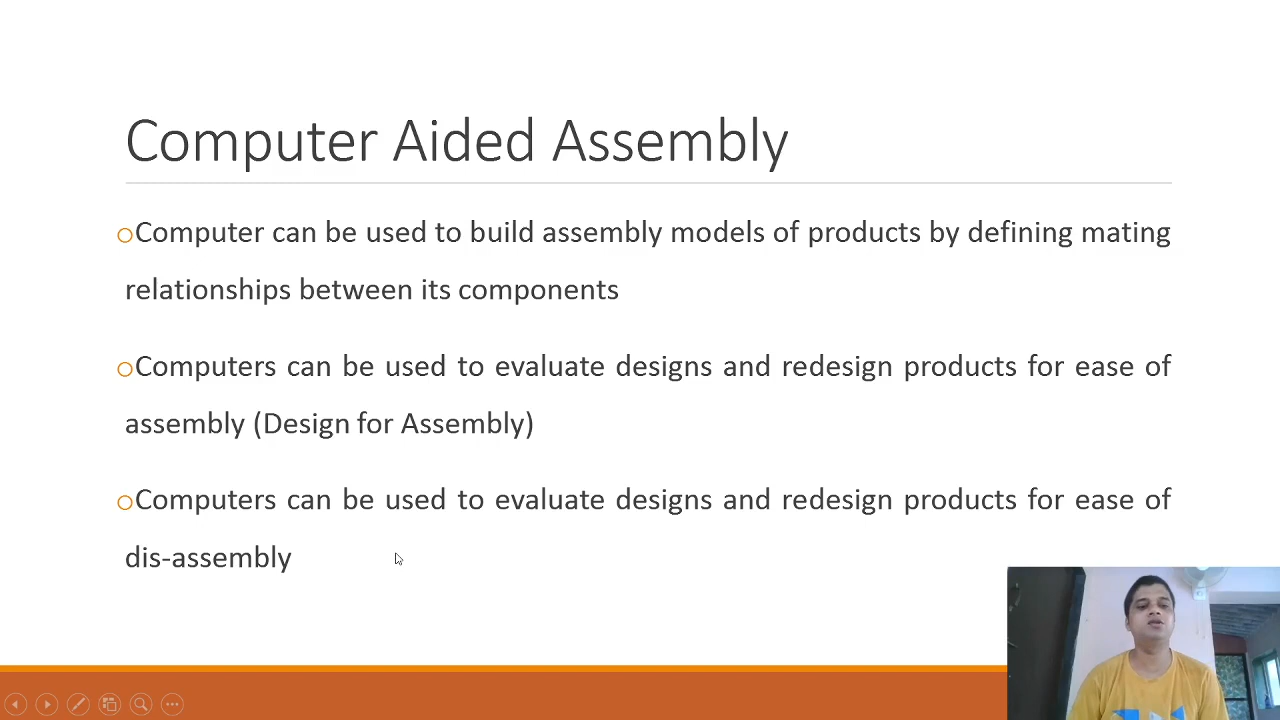 Computer Aided Assembly
Computer can be used to build assembly models of products by defining mating
relationships between its components
Computers can be used to evaluate designs and redesign products for ease of
assembly (Design for Assembly)
Computers can be used to evaluate designs and redesign products for ease of
dis-assembly